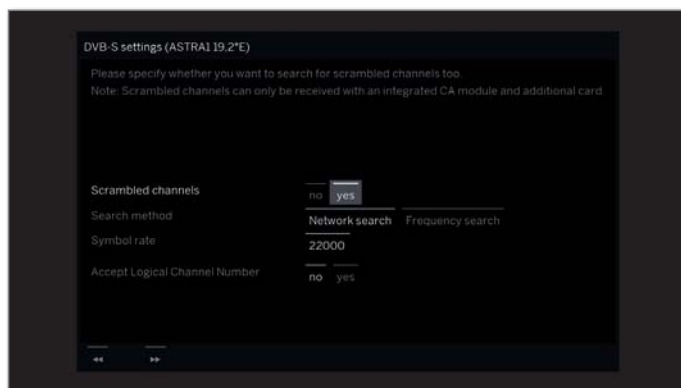 DVB-S settings (ASTRA1 19,2°E)
Please specify whether you want to search for scrambled channels too.
Note: Scrambled channels can only be received with an integrated CA module and additional card.
Scrambled channels no yes
Search method Network search Frequency search
Symbol rate 22000
Accept Logical Channel Number no yes